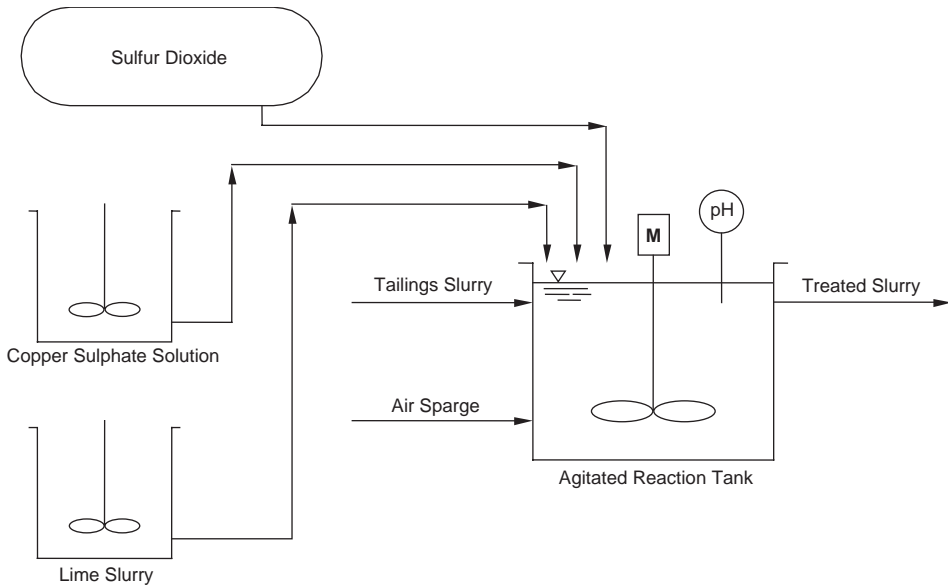 Sulfur Dioxide
pH
M
Tailings Slurry
Treated Slurry
Copper Sulphate Solution
Air Sparge
Agitated Reaction Tank
Lime Slurry